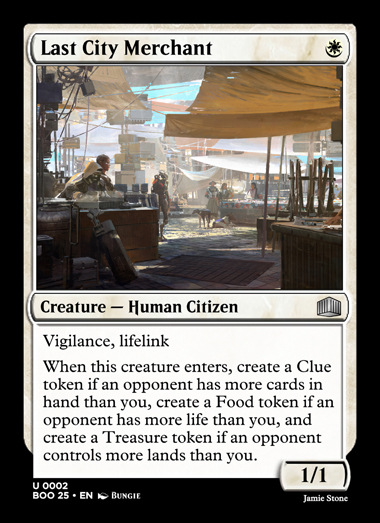 Last City Merchant
Creature — Human Citizen
Vigilance, lifelink
When this creature enters, create a Clue
token if an opponent has more cards in
hand than you, create a Food token if an
opponent has more life than you, and
create a Treasure token if an opponent
controls more lands than you.
1/1
U 0002
BOO 25 • EN BUNGIE
Jamie Stone